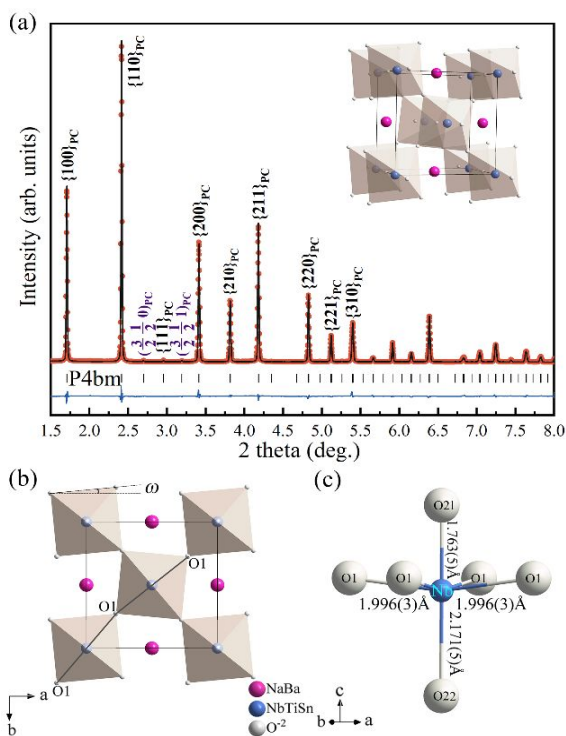 (a)
Intensity (arb. units)
{100}PC
{110}PC
(3/2 1/2 0)PC
{111}PC
(3/2 1/2 1)PC
{200}PC
{210}PC
{211}PC
{220}PC
{221}PC
{310}PC
P4bm
1.5 2.0 2.5 3.0 3.5 4.0 4.5 5.0 5.5 6.0 6.5 7.0 7.5 8.0
2 theta (deg.)
(b)
ω
O1
O1
O1
a
b
NaBa
NbTiSn
O-2
(c)
O21
1.763(5)Å
O1 O1 Nb O1 O1
1.996(3)Å 1.996(3)Å
2.171(5)Å
O22
c
b a